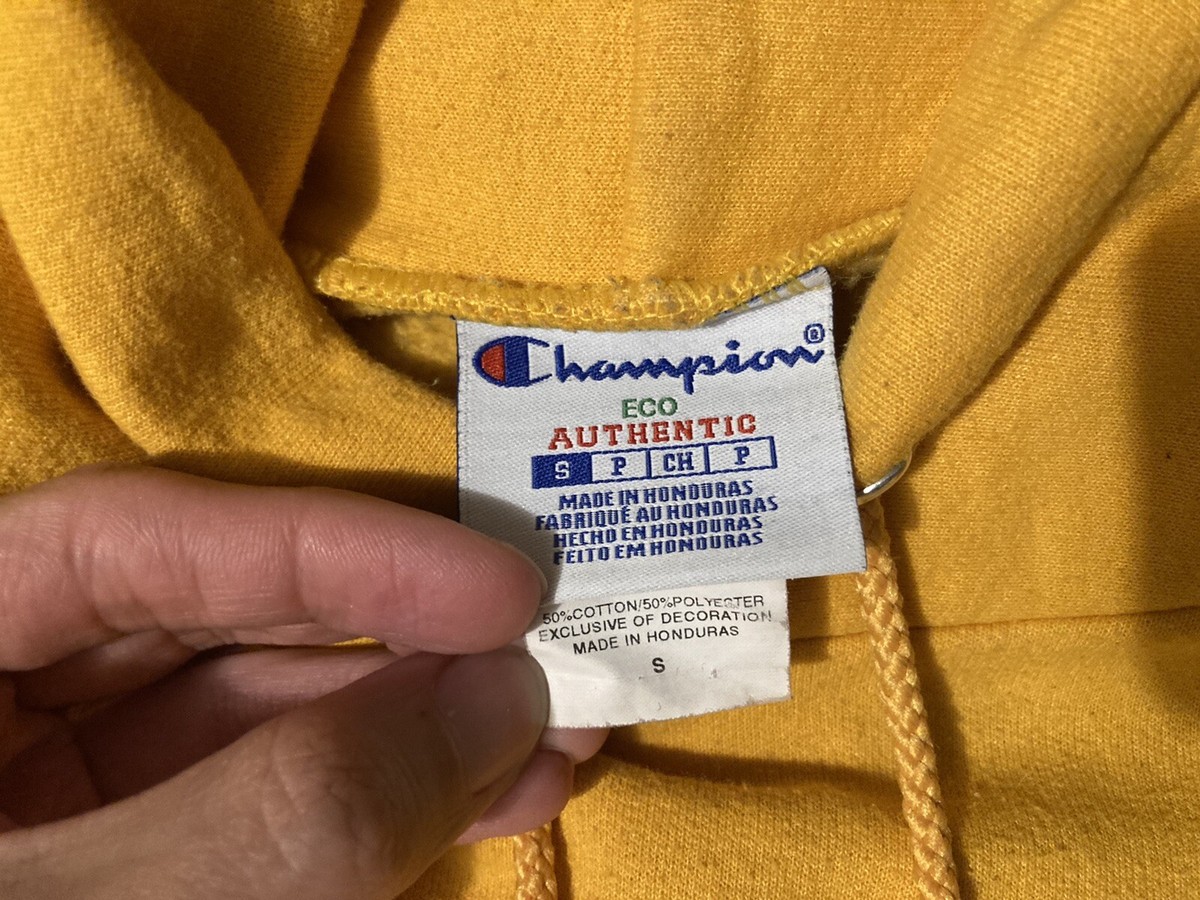 Champion®
ECO
AUTHENTIC
S P CH P
MADE IN HONDURAS
FABRIQUÉ AU HONDURAS
HECHO EN HONDURAS
FEITO EM HONDURAS
50%COTTON/50%POLYESTER
EXCLUSIVE OF DECORATION
MADE IN HONDURAS
S